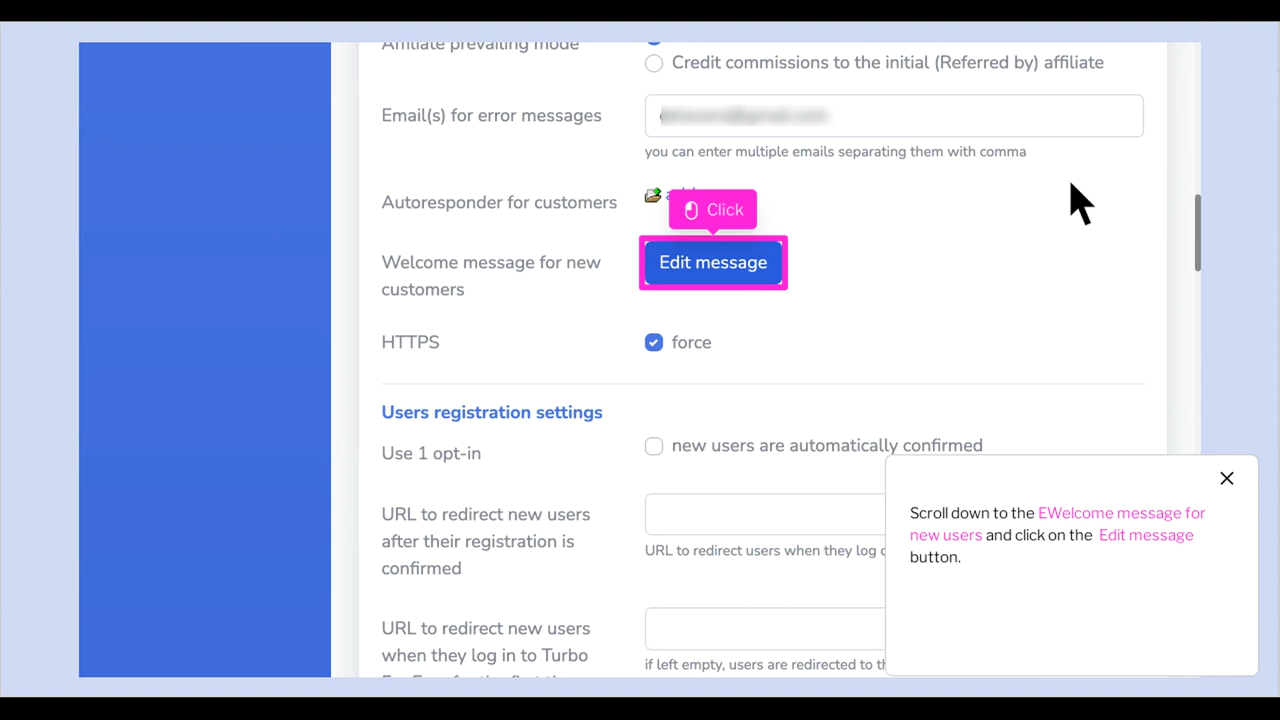 Affiliate prevailing mode
Credit commissions to the initial (Referred by) affiliate
Email(s) for error messages
you can enter multiple emails separating them with comma
Autoresponder for customers
Click
Welcome message for new
customers
Edit message
HTTPS
force
Users registration settings
Use 1 opt-in
new users are automatically confirmed
URL to redirect new users
after their registration is
confirmed
URL to redirect users when they log
URL to redirect new users
when they log in to Turbo
if left empty, users are redirected to
Scroll down to the EWelcome message for
new users and click on the Edit message
button.